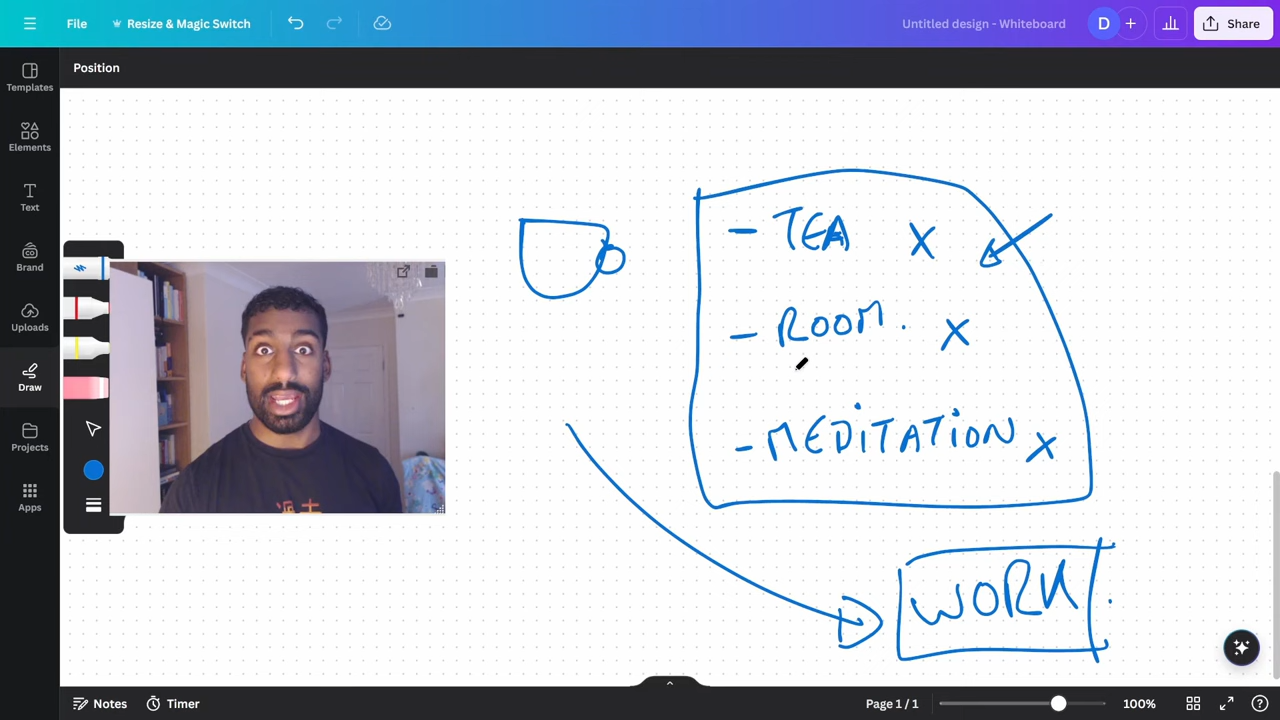 File
Resize & Magic Switch
Untitled design - Whiteboard
D
+
Share
Position
Templates
Elements
Text
Brand
Uploads
Draw
Projects
Apps
- TEA X
- ROOM. X
- MEDITATION X
WORK
Notes
Timer
Page 1 / 1
100%